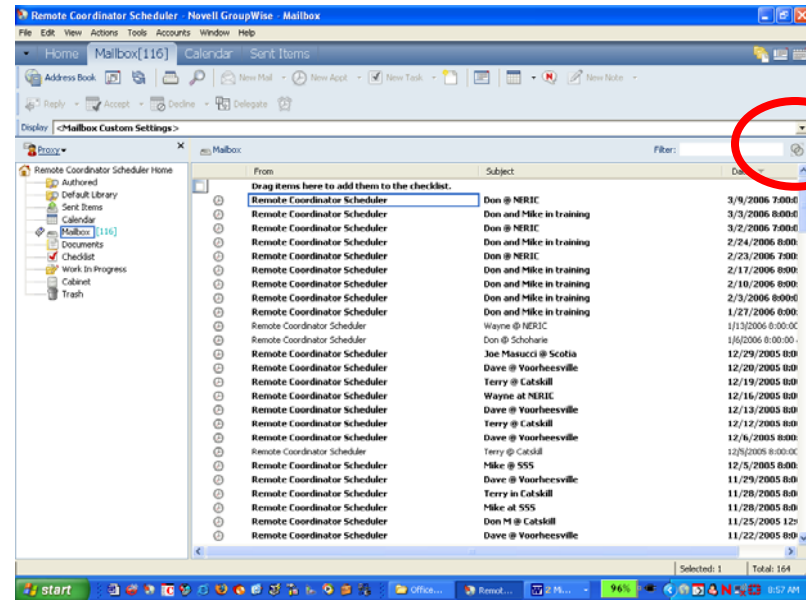 Remote Coordinator Scheduler - Novell GroupWise - Mailbox
File Edit View Actions Tools Accounts Window Help
Home Mailbox[116] Calendar Sent Items
Address Book New Mail New Appt New Task New Note
Reply Accept Decline Delegate
Display <Mailbox Custom Settings>
Proxy Mailbox Filter:
Remote Coordinator Scheduler Home
Authored
Default Library
Sent Items
Calendar
Mailbox [116]
Documents
Checklist
Work In Progress
Cabinet
Trash
From Subject
Drag items here to add them to the checklist.
Remote Coordinator Scheduler Don @ NERIC 3/9/2006 7:00:0
Remote Coordinator Scheduler Don and Mike in training 3/3/2006 8:00:0
Remote Coordinator Scheduler Don @ NERIC 3/2/2006 7:00:0
Remote Coordinator Scheduler Don and Mike in training 2/24/2006 8:00:
Remote Coordinator Scheduler Don @ NERIC 2/23/2006 7:00:
Remote Coordinator Scheduler Don and Mike in training 2/17/2006 8:00:
Remote Coordinator Scheduler Don and Mike in training 2/10/2006 8:00:
Remote Coordinator Scheduler Don and Mike in training 2/3/2006 8:00:0
Remote Coordinator Scheduler Don and Mike in training 1/27/2006 8:00:
Remote Coordinator Scheduler Wayne @ NERIC 1/13/2006 8:00:00
Remote Coordinator Scheduler Don @ Schoharie 1/6/2006 8:00:00
Remote Coordinator Scheduler Joe Masucci @ Scotia 12/29/2005 8:0
Remote Coordinator Scheduler Dave @ Voorheesville 12/20/2005 8:0
Remote Coordinator Scheduler Terry @ Catskill 12/19/2005 8:0
Remote Coordinator Scheduler Wayne at NERIC 12/16/2005 8:0
Remote Coordinator Scheduler Dave @ Voorheesville 12/13/2005 8:0
Remote Coordinator Scheduler Terry @ Catskill 12/12/2005 8:0
Remote Coordinator Scheduler Dave @ Voorheesville 12/6/2005 8:00:
Remote Coordinator Scheduler Terry @ Catskill 12/5/2005 8:00:00
Remote Coordinator Scheduler Mike @ 555 12/5/2005 8:00:
Remote Coordinator Scheduler Dave @ Voorheesville 11/29/2005 8:0
Remote Coordinator Scheduler Terry in Catskill 11/28/2005 8:0
Remote Coordinator Scheduler Mike at 555 11/28/2005 8:0
Remote Coordinator Scheduler Don M @ Catskill 11/25/2005 12:
Remote Coordinator Scheduler Dave @ Voorheesville 11/22/2005 8:0
Selected: 1 Total: 164
start Office... Remot... 2 Mi... 96% 8:57 AM